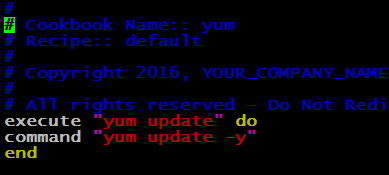 #
# Cookbook Name:: yum
# Recipe:: default
#
# Copyright 2016, YOUR_COMPANY_NAME
#
# All rights reserved - Do Not Redi
execute "yum update" do
command "yum update -y"
end